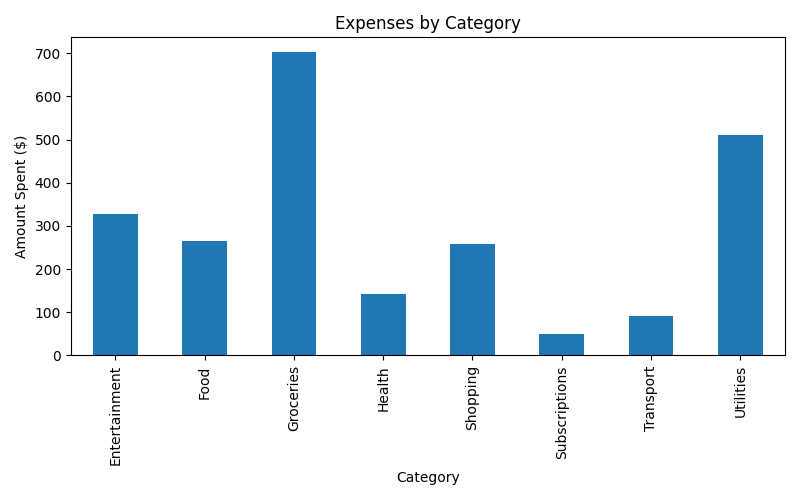 Expenses by Category
Amount Spent ($)
700
600
500
400
300
200
100
0
Entertainment
Food
Groceries
Health
Shopping
Subscriptions
Transport
Utilities
Category